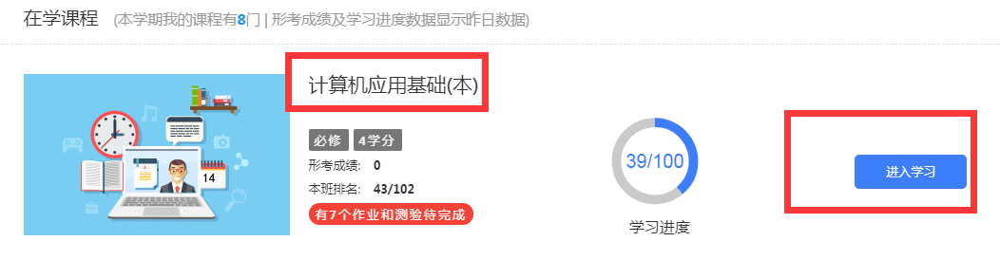 在学课程 (本学期我的课程有8门 | 形考成绩及学习进度数据显示昨日数据)
计算机应用基础(本)
必修 4学分
形考成绩: 0
本班排名: 43/102
有7个作业和测验待完成
14
39/100
学习进度
进入学习